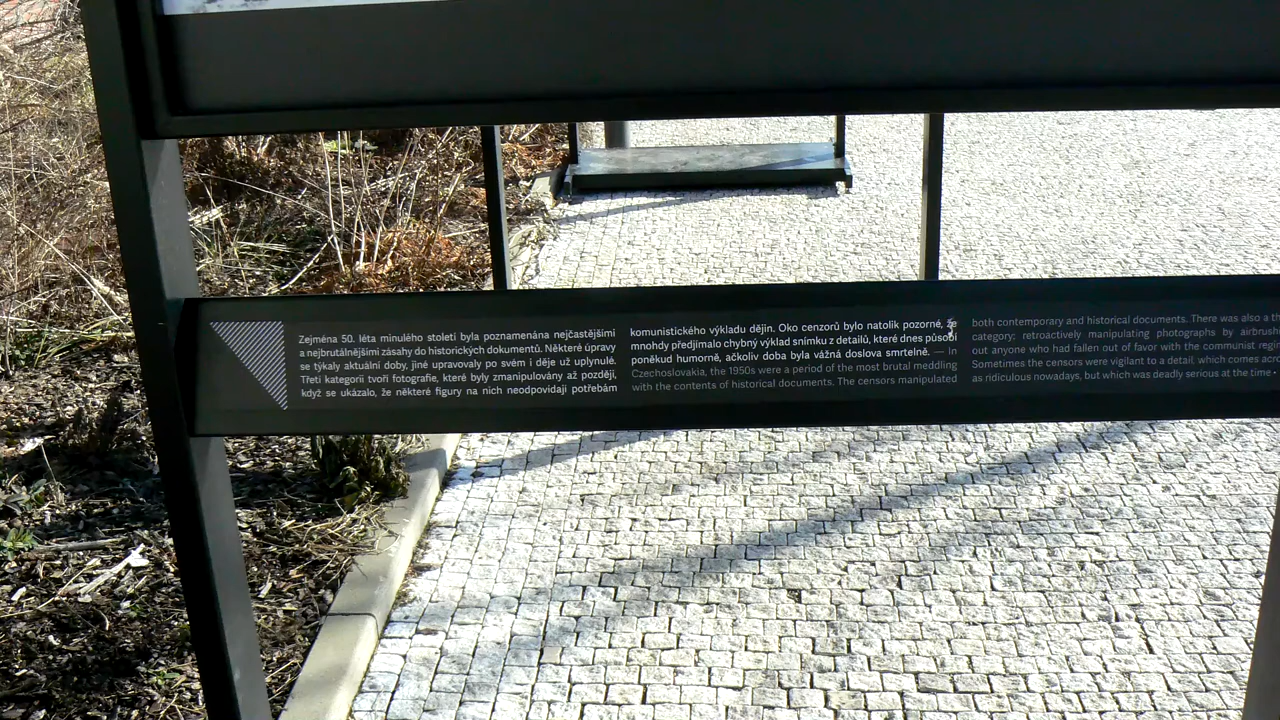 Zejména 50. léta minulého století byla poznamenána nejčastějšími
a nejbrutálnějšími zásahy do historických dokumentů. Některé úpravy
se týkaly aktuální doby, jiné upravovaly po svém i děje už uplynulé.
Třetí kategorii tvoří fotografie, které byly zmanipulovány až později,
když se ukázalo, že některé figury na nich neodpovídají potřebám
komunistického výkladu dějin. Oko cenzorů bylo natolik pozorné, že
mnohdy předjímalo chybný výklad snímku z detailů, které dnes působí
poněkud humorně, ačkoliv doba byla vážná doslova smrtelně. — In
Czechoslovakia, the 1950s were a period of the most brutal meddling
with the contents of historical documents. The censors manipulated
both contemporary and historical documents. There was also a
category: retroactively manipulating photographs by
out anyone who had fallen out of favor with the communist
Sometimes the censors were vigilant to a detail, which comes
as ridiculous nowadays, but which was deadly serious at the time •